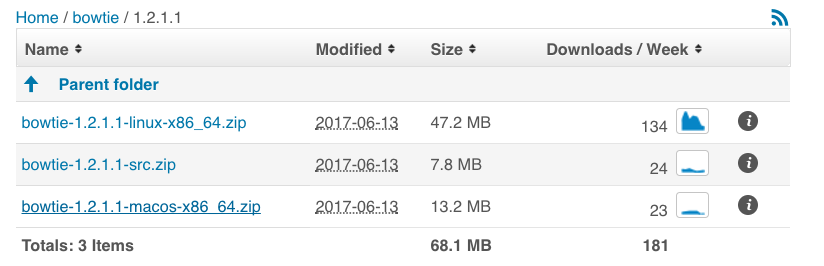 Home / bowtie / 1.2.1.1
Name Modified Size Downloads / Week
Parent folder
bowtie-1.2.1.1-linux-x86_64.zip 2017-06-13 47.2 MB 134 i
bowtie-1.2.1.1-src.zip 2017-06-13 7.8 MB 24 i
bowtie-1.2.1.1-macos-x86_64.zip 2017-06-13 13.2 MB 23 i
Totals: 3 Items 68.1 MB 181